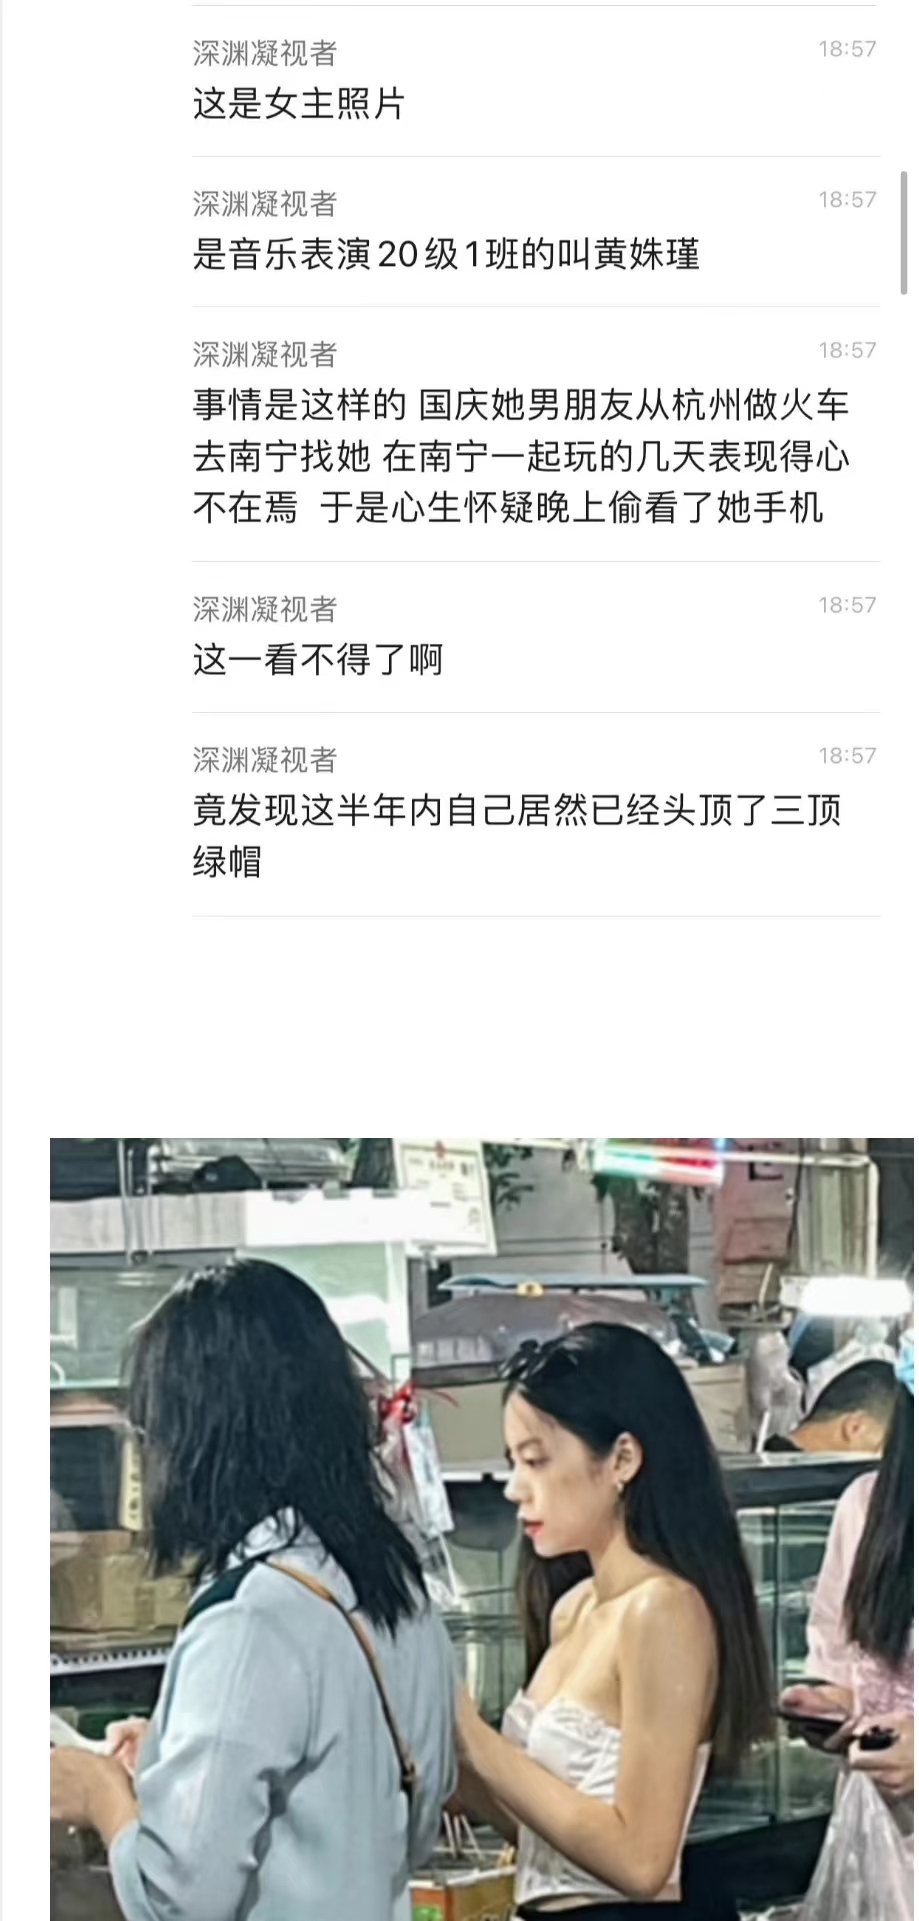 深渊凝视者
18:57
这是女主照片
深渊凝视者
18:57
是音乐表演20级1班的叫黄姝瑾
深渊凝视者
18:57
事情是这样的 国庆她男朋友从杭州做火车
去南宁找她 在南宁一起玩的几天表现得心
不在焉 于是心生怀疑晚上偷看了她手机
深渊凝视者
18:57
这一看不得了啊
深渊凝视者
18:57
竟发现这半年内自己居然已经头顶了三顶
绿帽